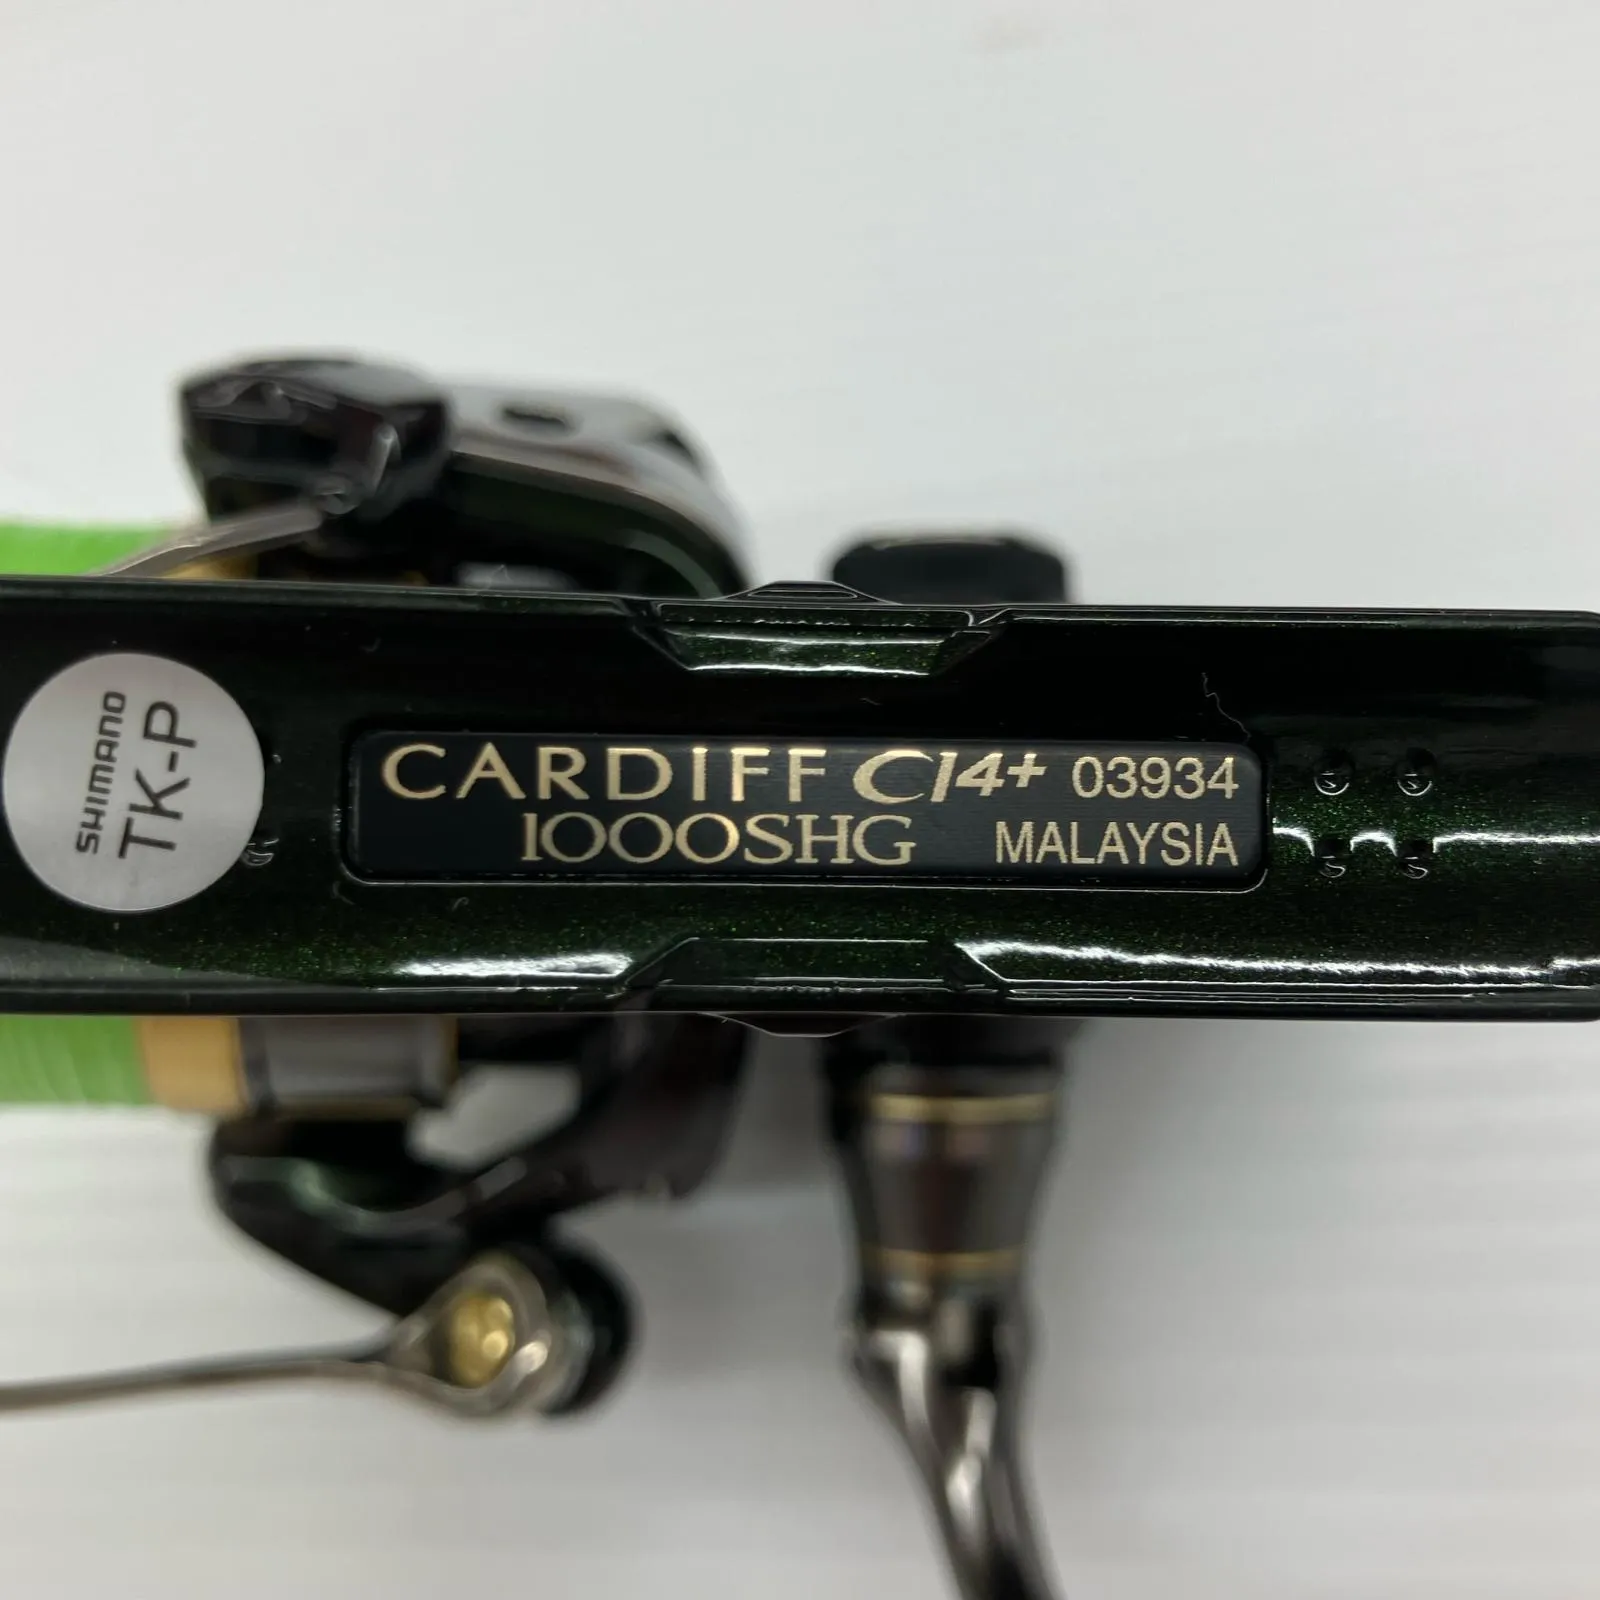 SHIMANO
TK-P
CARDIFF CI4+ 03934
1000SHG MALAYSIA